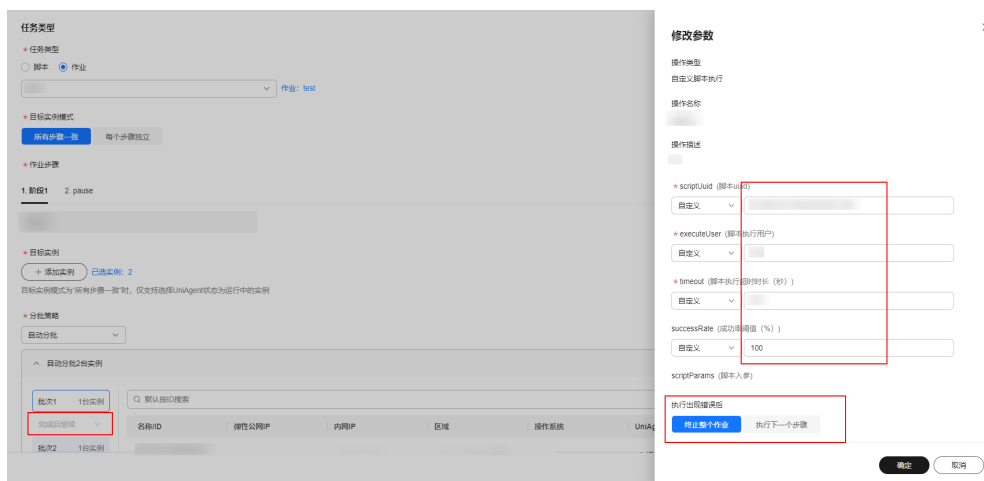 任务类型
* 任务类型
脚本 作业
作业: test
* 目标实例模式
所有步骤一致 每个步骤独立
* 作业步骤
1. 阶段1 2. pause
* 目标实例
+ 添加实例 已选实例: 2
目标实例模式为“所有步骤一致”时，仅支持选择UniAgent状态为运行中的实例
* 分批策略
自动分批
自动分批2台实例
批次1 1台实例
完成后继续
批次2 1台实例
默认按ID搜索
名称/ID 弹性公网IP 内网IP 区域 操作系统 UniAg
修改参数
操作类型
自定义脚本执行
操作名称
操作描述
* scriptUuid (脚本uuid)
自定义
* executeUser (脚本执行用户)
自定义
* timeout (脚本执行超时时长（秒）)
自定义
successRate (成功率阈值（%）)
自定义 100
scriptParams (脚本入参)
执行出现错误后
终止整个作业 执行下一个步骤
确定 取消